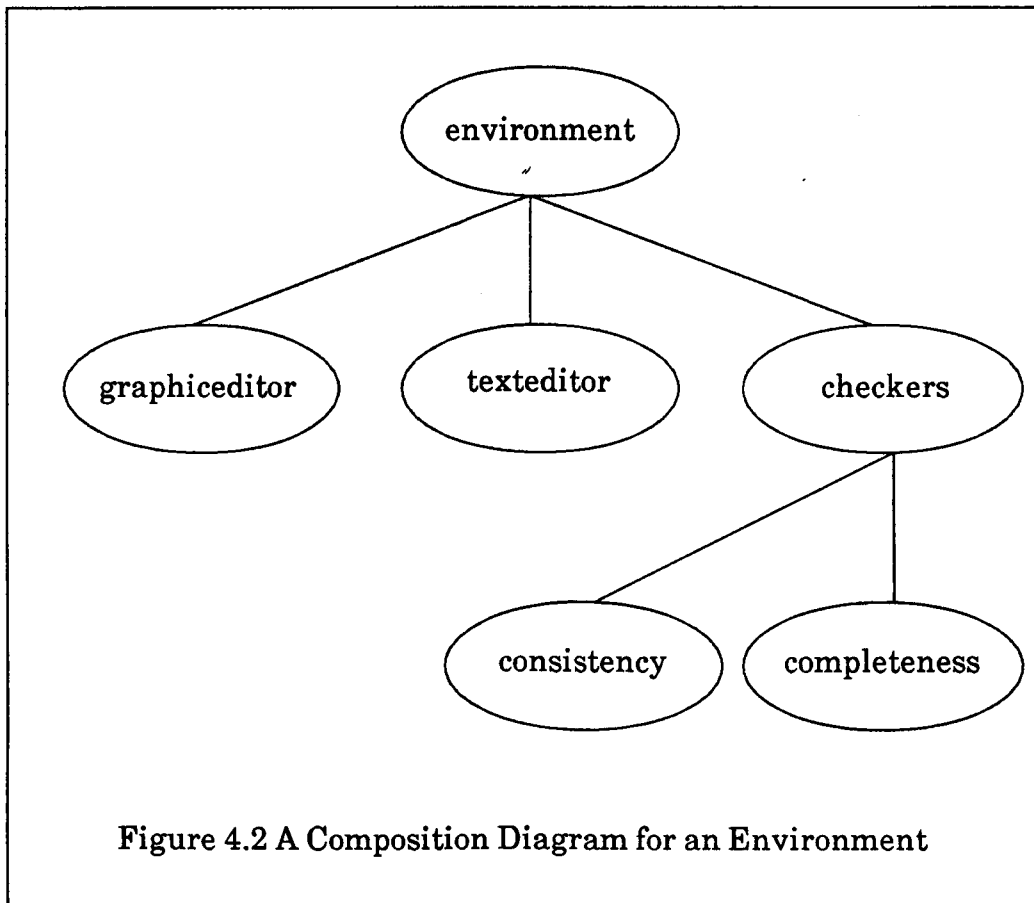 environment
graphiceditor
texteditor
checkers
consistency
completeness
Figure 4.2 A Composition Diagram for an Environment